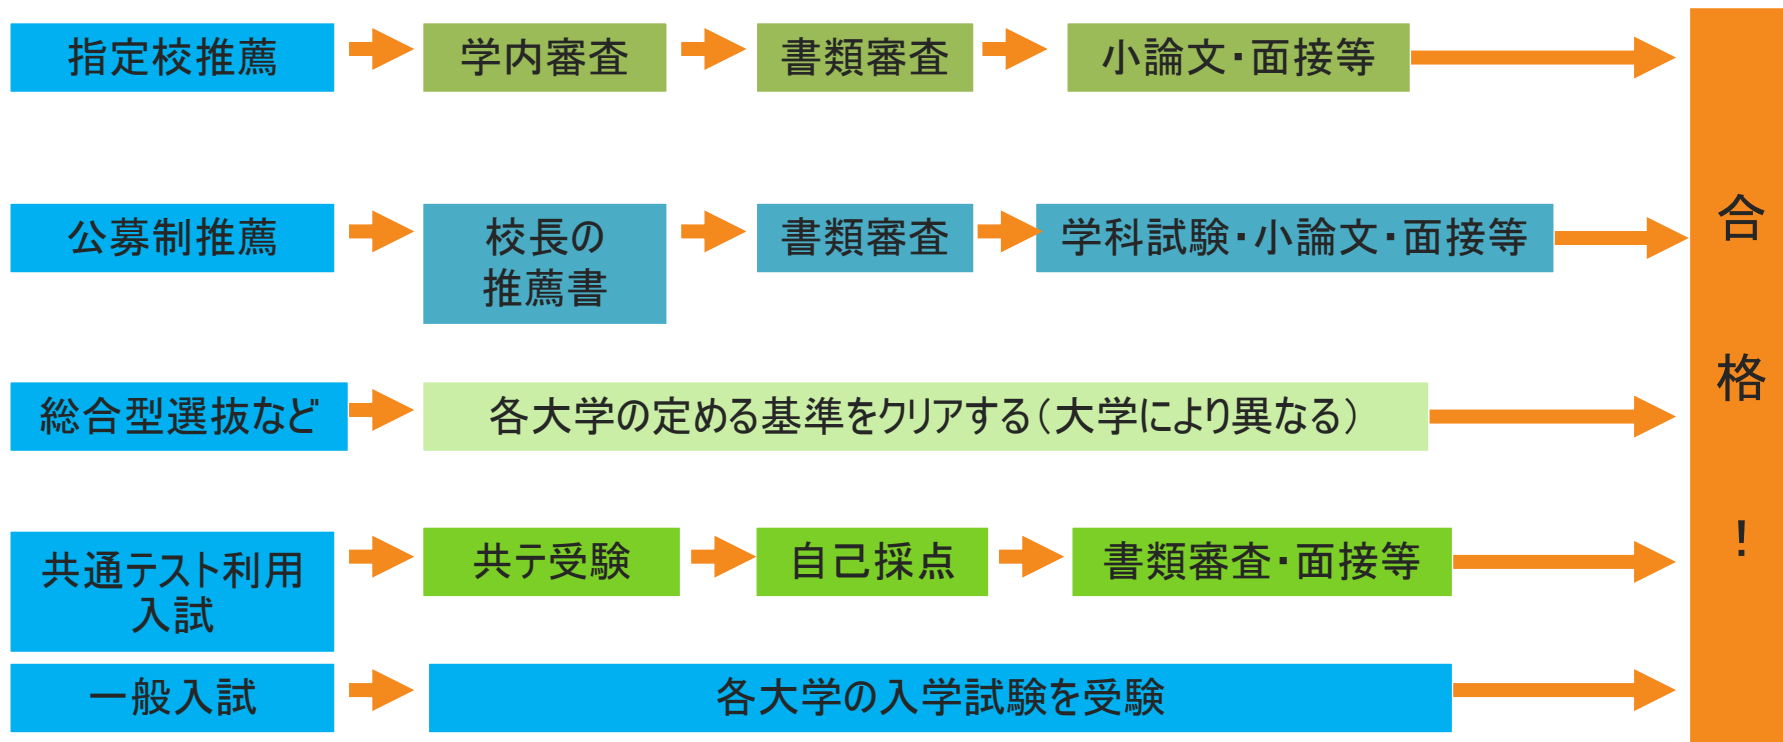 指定校推薦
学内審査
書類審査
小論文・面接等
公募制推薦
校長の
推薦書
書類審査
学科試験・小論文・面接等
総合型選抜など
各大学の定める基準をクリアする（大学により異なる）
共通テスト利用
入試
共テ受験
自己採点
書類審査・面接等
一般入試
各大学の入学試験を受験
合
格
！